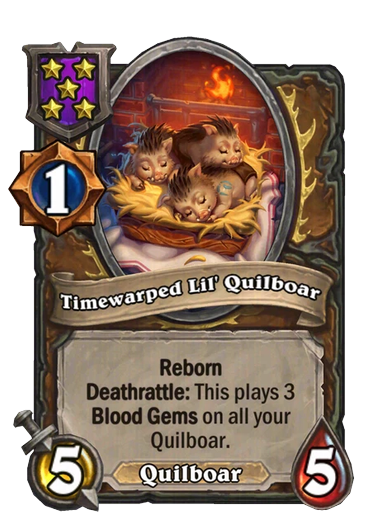 1
Timewarped Lil' Quilboar
Reborn
Deathrattle: This plays 3
Blood Gems on all your
Quilboar.
5
Quilboar
5